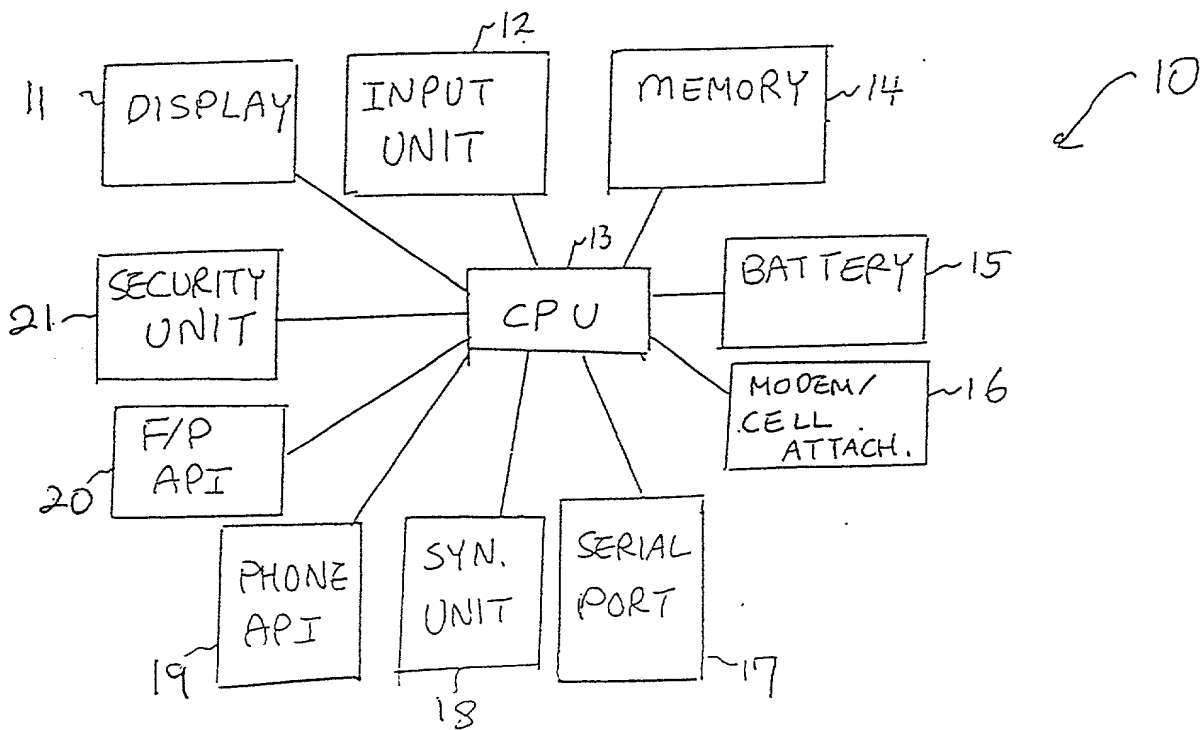 12
INPUT
UNIT
11
DISPLAY
MEMORY
14
10
13
CPU
BATTERY
15
SECURITY
UNIT
21
MODEM/
CELL
ATTACH.
16
F/P
API
20
PHONE
API
19
SYN.
UNIT
18
SERIAL
PORT
17